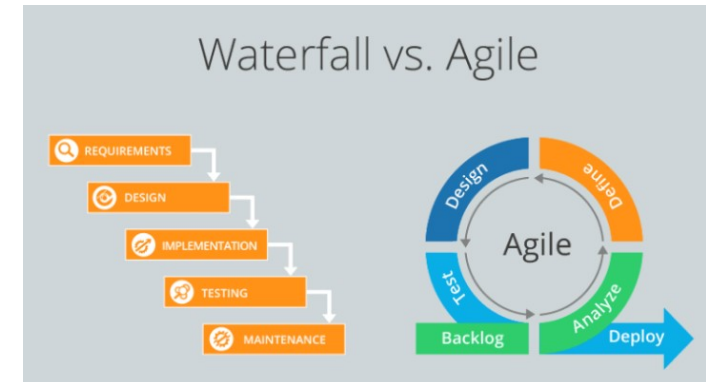 Waterfall vs. Agile
REQUIREMENTS
DESIGN
IMPLEMENTATION
TESTING
MAINTENANCE
Design
Define
Agile
Test
Analyze
Backlog
Deploy